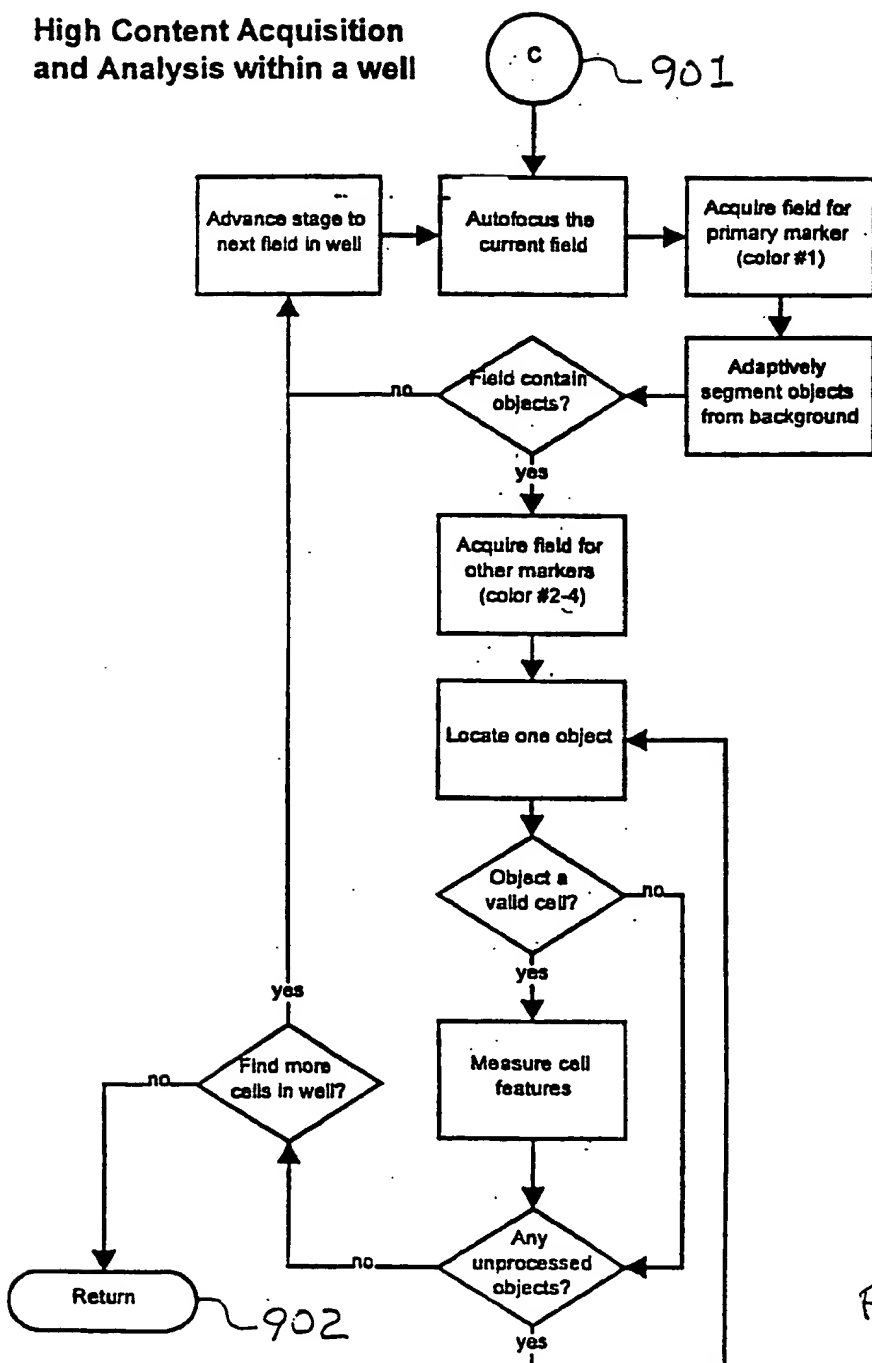 High Content Acquisition
and Analysis within a well
C
901
Advance stage to
next field in well
Autofocus the
current field
Acquire field for
primary marker
(color #1)
Field contain
objects?
no
Adaptively
segment objects
from background
yes
Acquire field for
other markers
(color #2-4)
Locate one object
Object a
valid cell?
no
yes
yes
Measure cell
features
Find more
cells in well?
no
Any
unprocessed
objects?
no
Return
902
yes
F